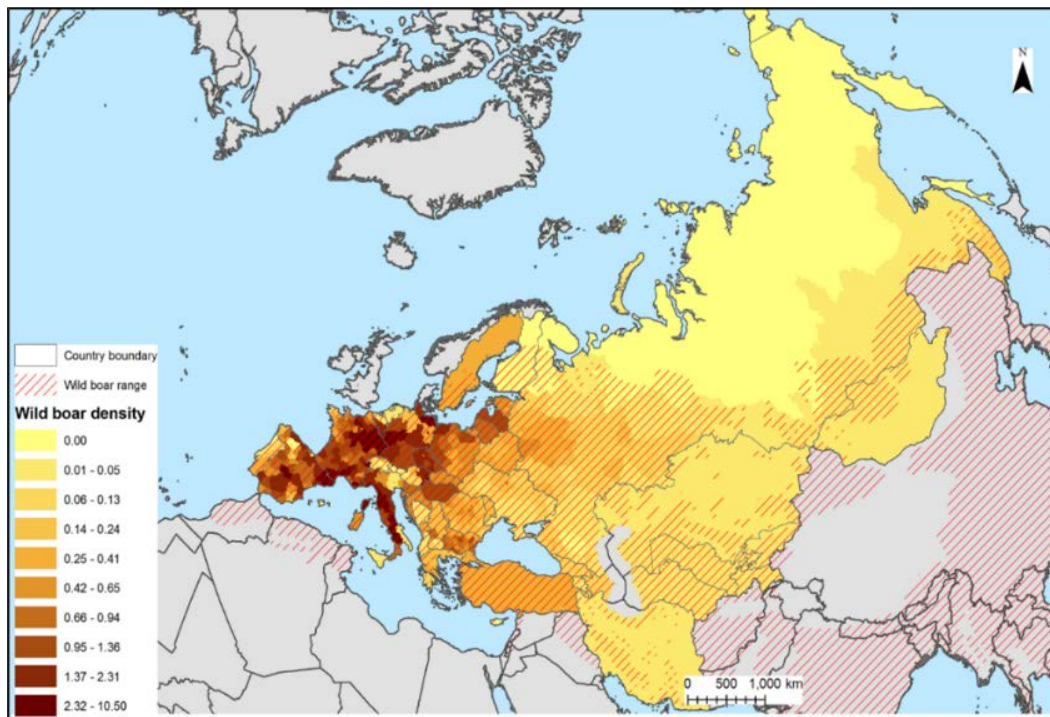 N
Country boundary
Wild boar range
Wild boar density
0.00
0.01 - 0.05
0.06 - 0.13
0.14 - 0.24
0.25 - 0.41
0.42 - 0.65
0.66 - 0.94
0.95 - 1.36
1.37 - 2.31
2.32 - 10.50
0 500 1,000 km